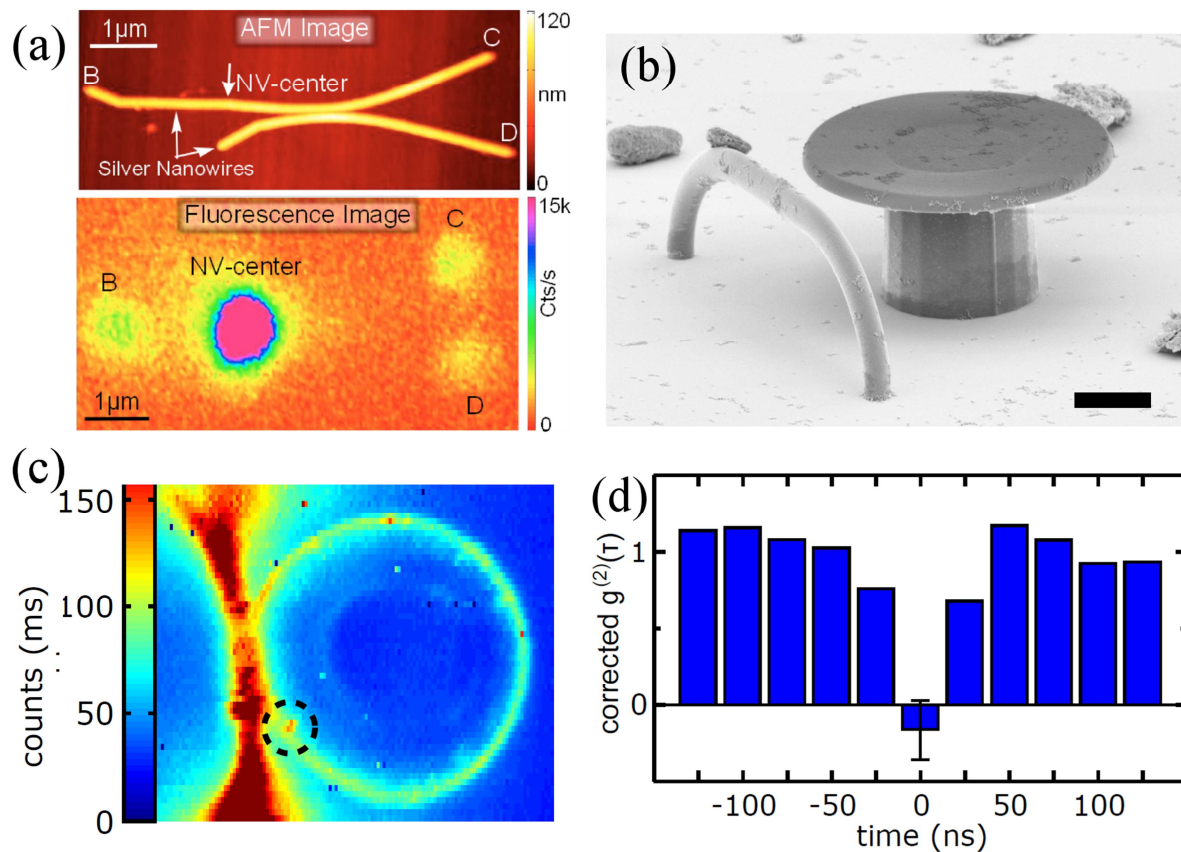 (a)
1μm
AFM Image
C
120
B
NV-center
nm
D
Silver Nanowires
0
Fluorescence Image
15k
C
NV-center
B
Cts/s
1μm
D
0
(b)
(c)
150
100
50
0
counts (ms)
(d)
1
0
corrected g⁽²⁾(τ)
-100
-50
0
50
100
time (ns)